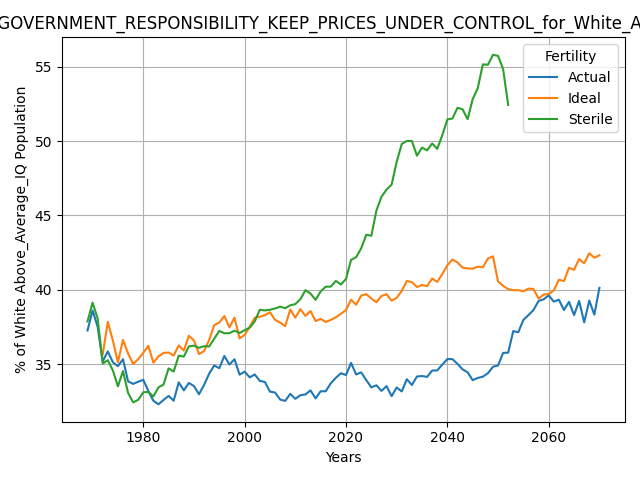 GOVERNMENT_RESPONSIBILITY_KEEP_PRICES_UNDER_CONTROL_for_White_A
Fertility
Actual
Ideal
Sterile
% of White Above_Average_IQ Population
55
50
45
40
35
1980
2000
2020
2040
2060
Years